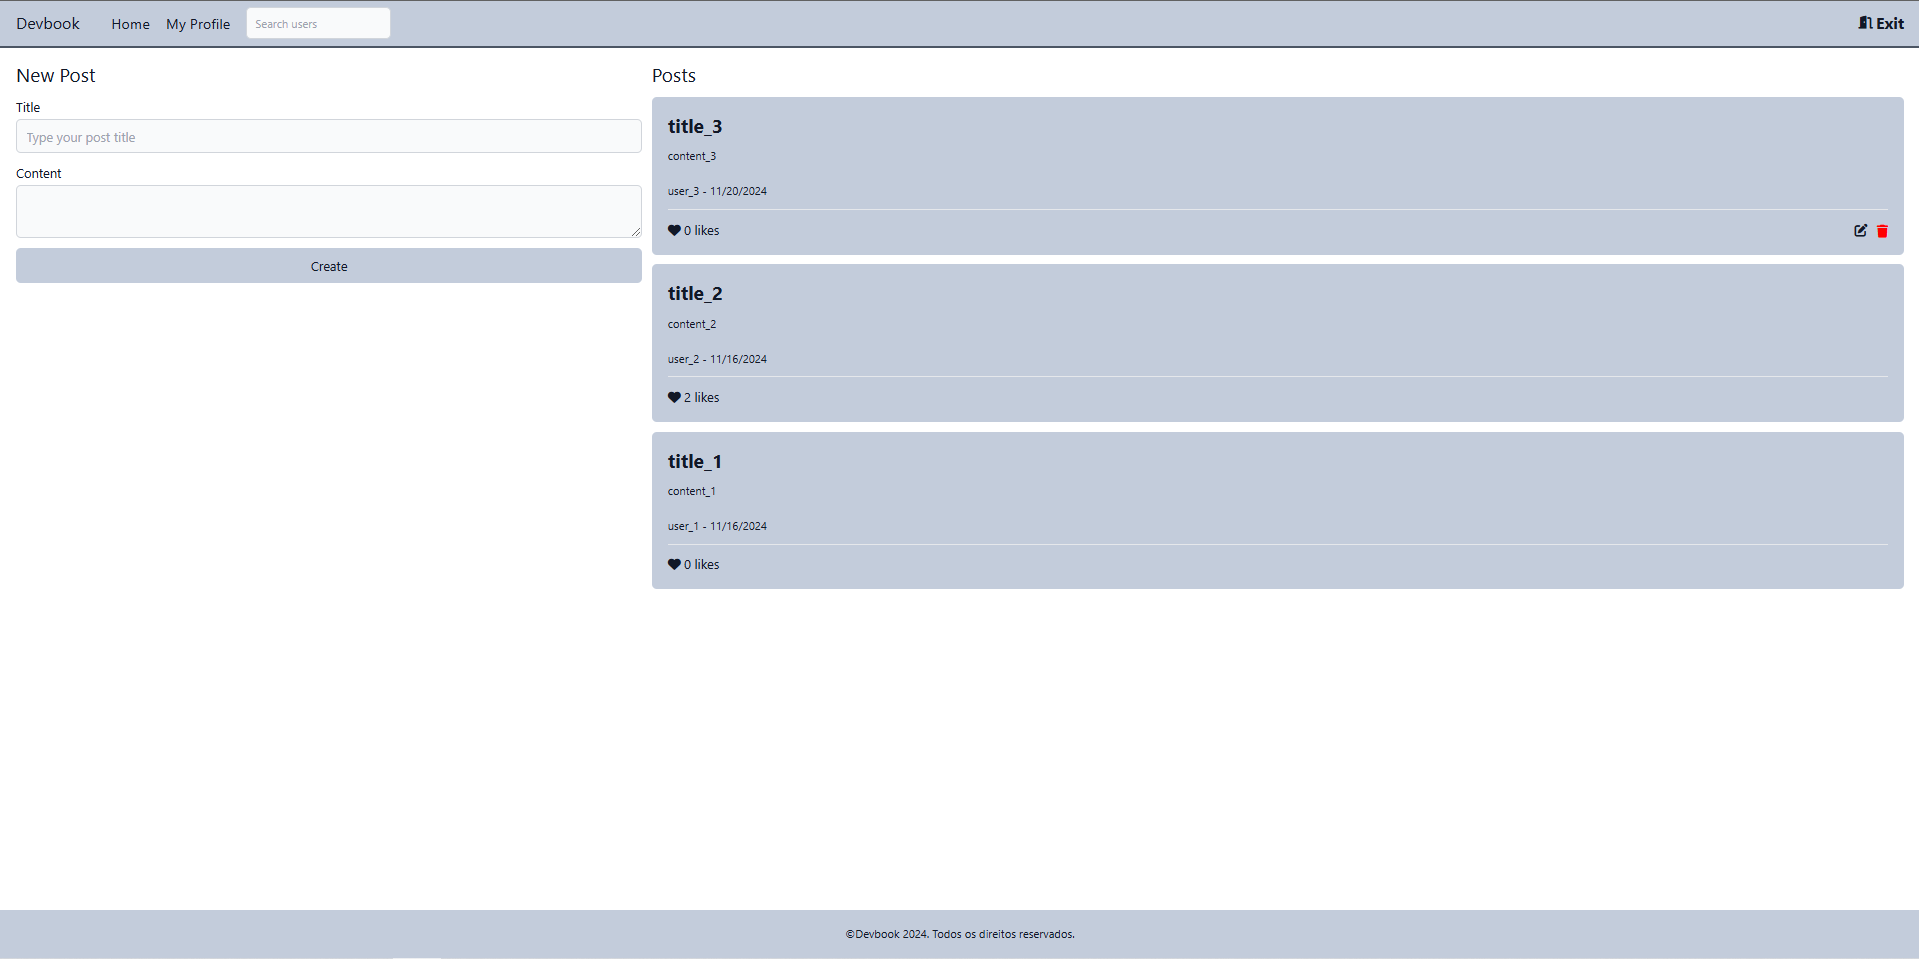 Devbook Home My Profile Search users Exit
New Post
Title
Type your post title
Content
Create
Posts
title_3
content_3
user_3 - 11/20/2024
0 likes
title_2
content_2
user_2 - 11/16/2024
2 likes
title_1
content_1
user_1 - 11/16/2024
0 likes
©Devbook 2024. Todos os direitos reservados.